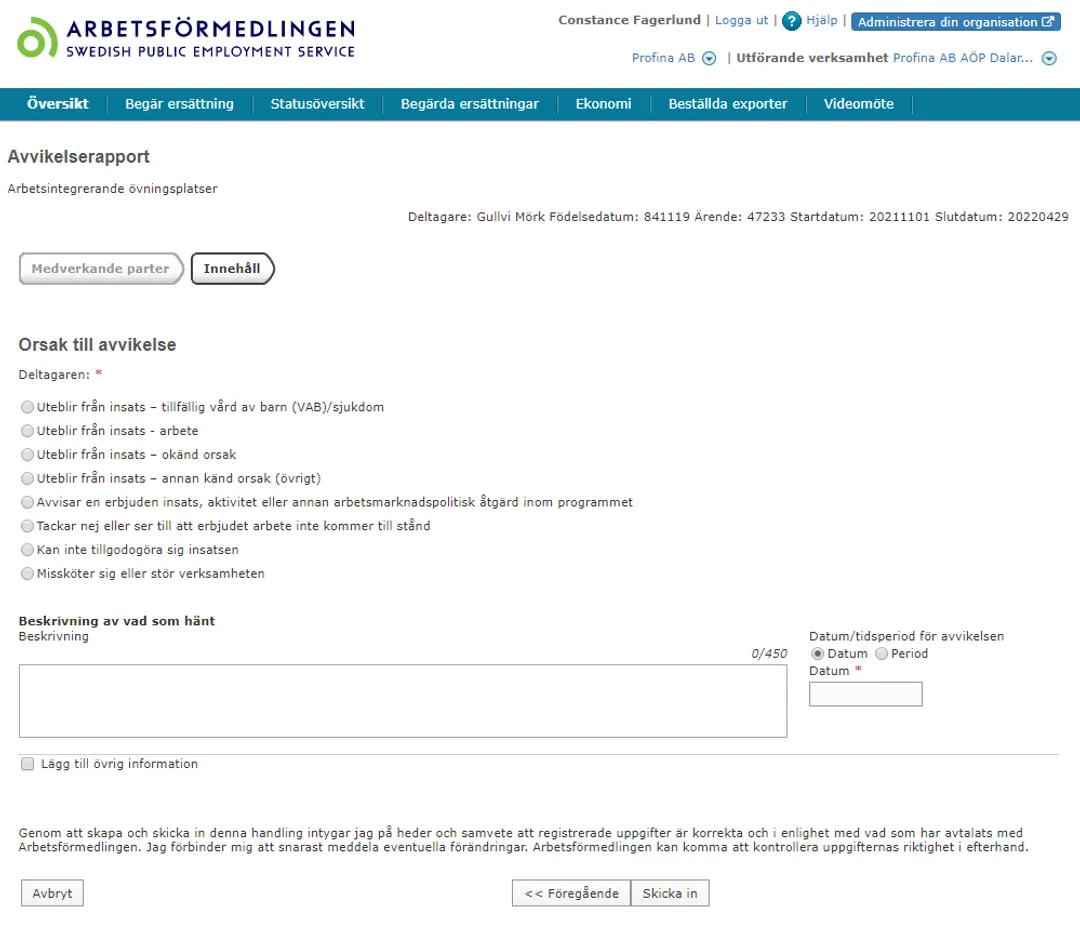 ARBETSFÖRMEDLINGEN
SWEDISH PUBLIC EMPLOYMENT SERVICE
Constance Fagerlund | Logga ut | ? Hjälp | Administrera din organisation
Profina AB | Utförande verksamhet Profina AB AÖP Dalar...
Översikt Begär ersättning Statusöversikt Begärda ersättningar Ekonomi Beställda exporter Videomöte
Avvikelserapport
Arbetsintegrerande övningsplatser
Deltagare: Gullvi Mörk Födelsedatum: 841119 Ärende: 47233 Startdatum: 20211101 Slutdatum: 20220429
Medverkande parter Innehåll
Orsak till avvikelse
Deltagaren: *
Uteblir från insats – tillfällig vård av barn (VAB)/sjukdom
Uteblir från insats - arbete
Uteblir från insats – okänd orsak
Uteblir från insats – annan känd orsak (övrigt)
Avvisar en erbjuden insats, aktivitet eller annan arbetsmarknadspolitisk åtgärd inom programmet
Tackar nej eller ser till att erbjudet arbete inte kommer till stånd
Kan inte tillgodogöra sig insatsen
Missköter sig eller stör verksamheten
Beskrivning av vad som hänt
Beskrivning
0/450
Datum/tidsperiod för avvikelsen
Datum Period
Datum *
Lägg till övrig information
Genom att skapa och skicka in denna handling intygar jag på heder och samvete att registrerade uppgifter är korrekta och i enlighet med vad som har avtalats med
Arbetsförmedlingen. Jag förbinder mig att snarast meddela eventuella förändringar. Arbetsförmedlingen kan komma att kontrollera uppgifternas riktighet i efterhand.
Avbryt << Föregående Skicka in